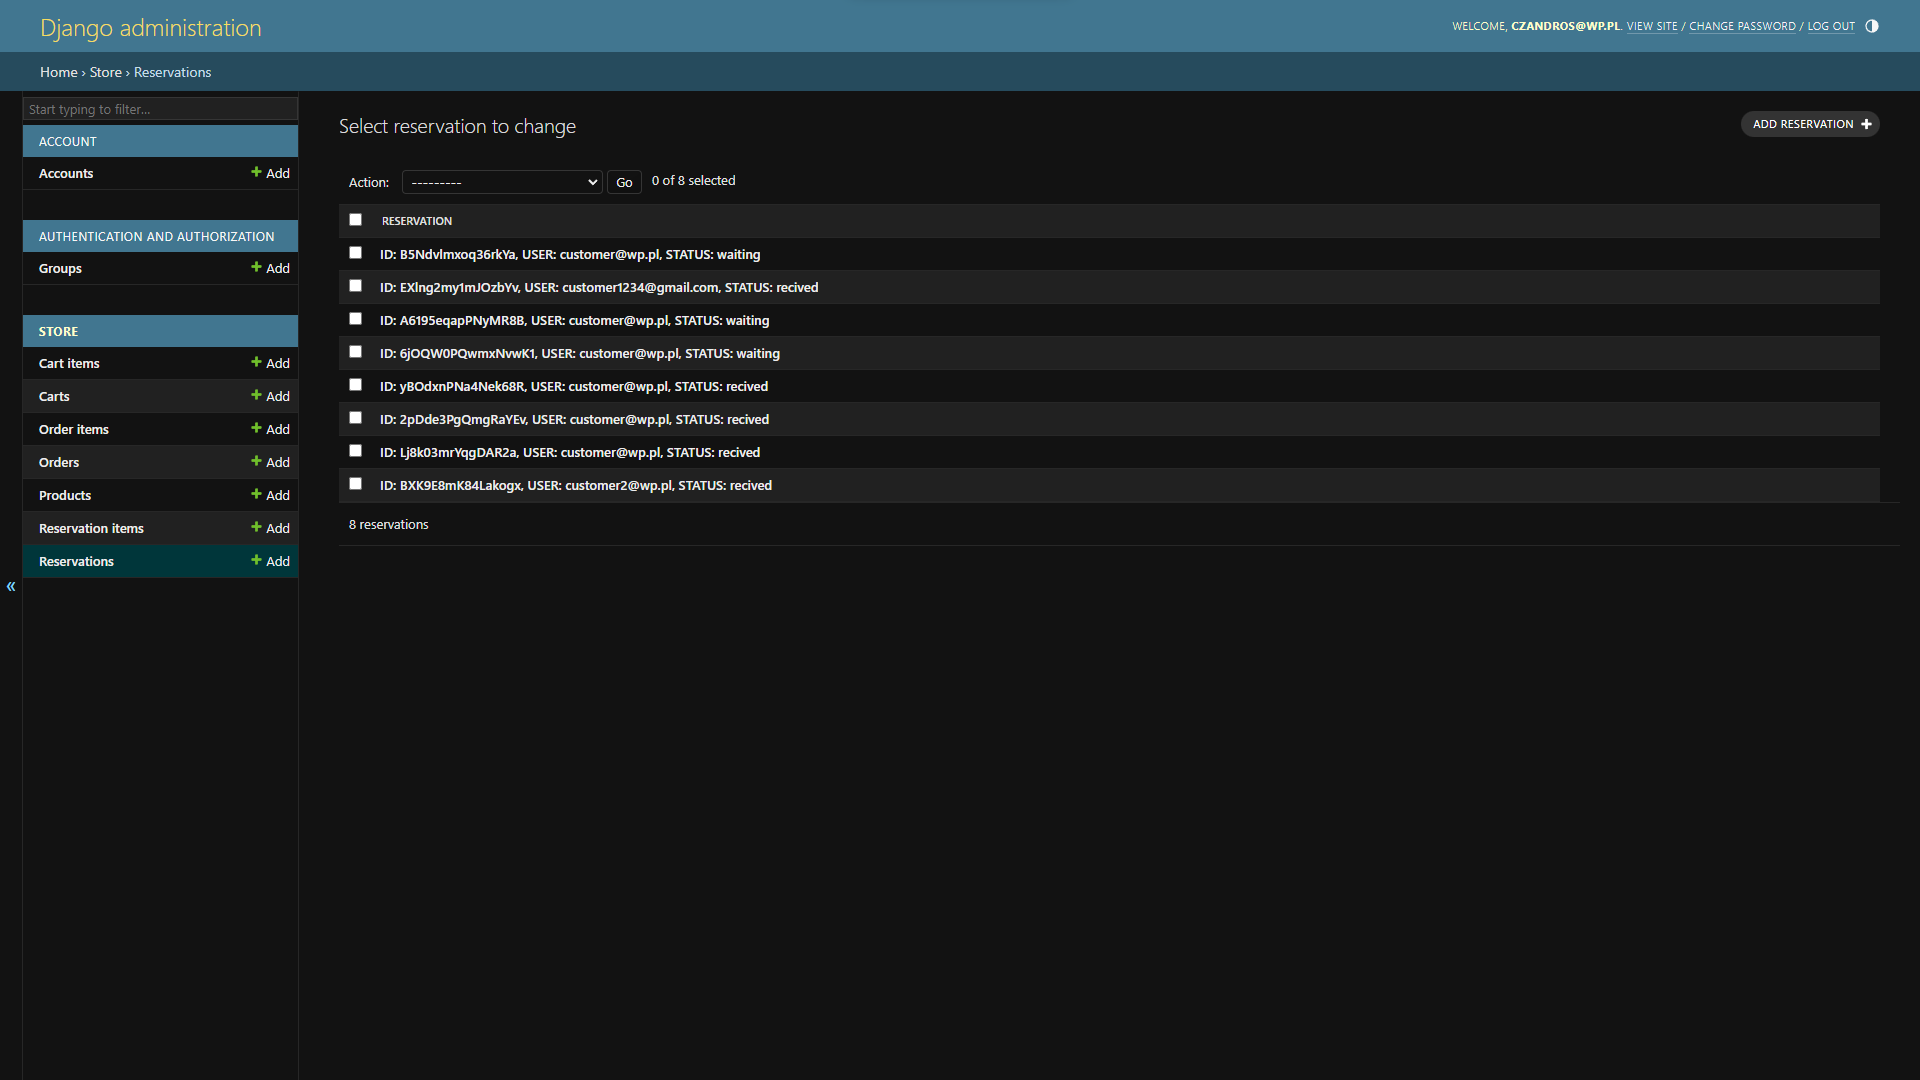 Django administration
WELCOME, CZANDROS@WP.PL. VIEW SITE / CHANGE PASSWORD / LOG OUT
Home › Store › Reservations
Start typing to filter...
ACCOUNT
Accounts Add
AUTHENTICATION AND AUTHORIZATION
Groups Add
STORE
Cart items Add
Carts Add
Order items Add
Orders Add
Products Add
Reservation items Add
Reservations Add
«
Select reservation to change
ADD RESERVATION
Action: --------- Go 0 of 8 selected
RESERVATION
ID: B5Ndvlmxoq36rkYa, USER: customer@wp.pl, STATUS: waiting
ID: EXlng2my1mJOzbYv, USER: customer1234@gmail.com, STATUS: recived
ID: A6195eqapPNyMR8B, USER: customer@wp.pl, STATUS: waiting
ID: 6jOQW0PQwmxNvwK1, USER: customer@wp.pl, STATUS: waiting
ID: yBOdxnPNa4Nek68R, USER: customer@wp.pl, STATUS: recived
ID: 2pDde3PgQmgRaYEv, USER: customer@wp.pl, STATUS: recived
ID: Lj8k03mrYqgDAR2a, USER: customer@wp.pl, STATUS: recived
ID: BXK9E8mK84Lakogx, USER: customer2@wp.pl, STATUS: recived
8 reservations